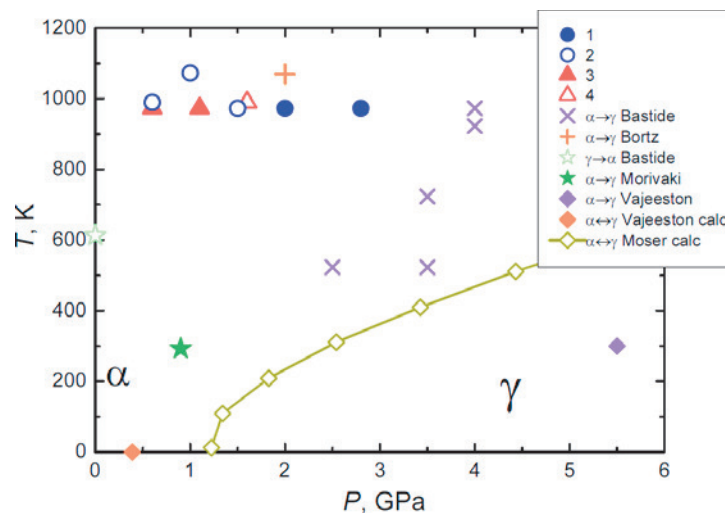 1200
1000
800
600
400
200
0
T, K
0
1
2
3
4
5
6
P, GPa
α
γ
1
2
3
4
α→γ Bastide
α→γ Bortz
γ→α Bastide
α→γ Morivaki
α→γ Vajeeston
α↔γ Vajeeston calc
α↔γ Moser calc